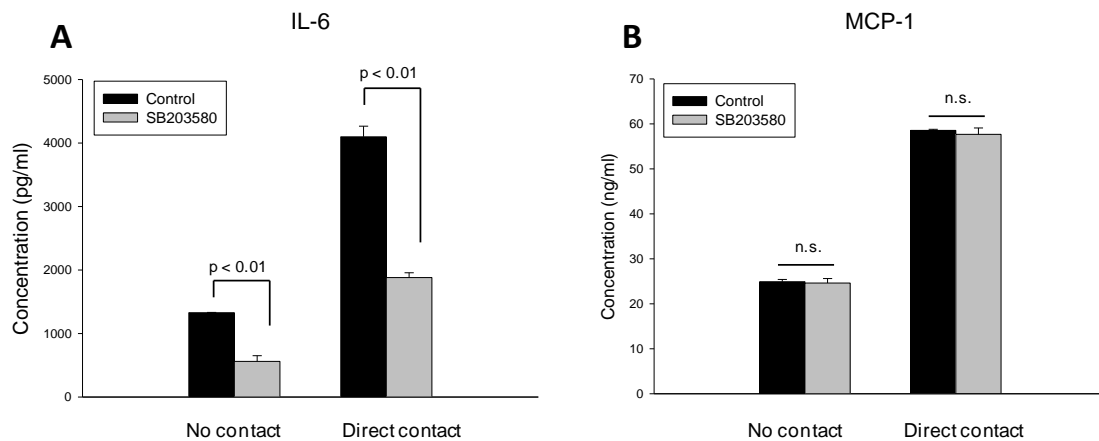 A
IL-6
p < 0.01
Control
SB203580
p < 0.01
Concentration (pg/ml)
5000
4000
3000
2000
1000
0
No contact
Direct contact
B
MCP-1
Control
SB203580
n.s.
n.s.
Concentration (ng/ml)
70
60
50
40
30
20
10
0
No contact
Direct contact